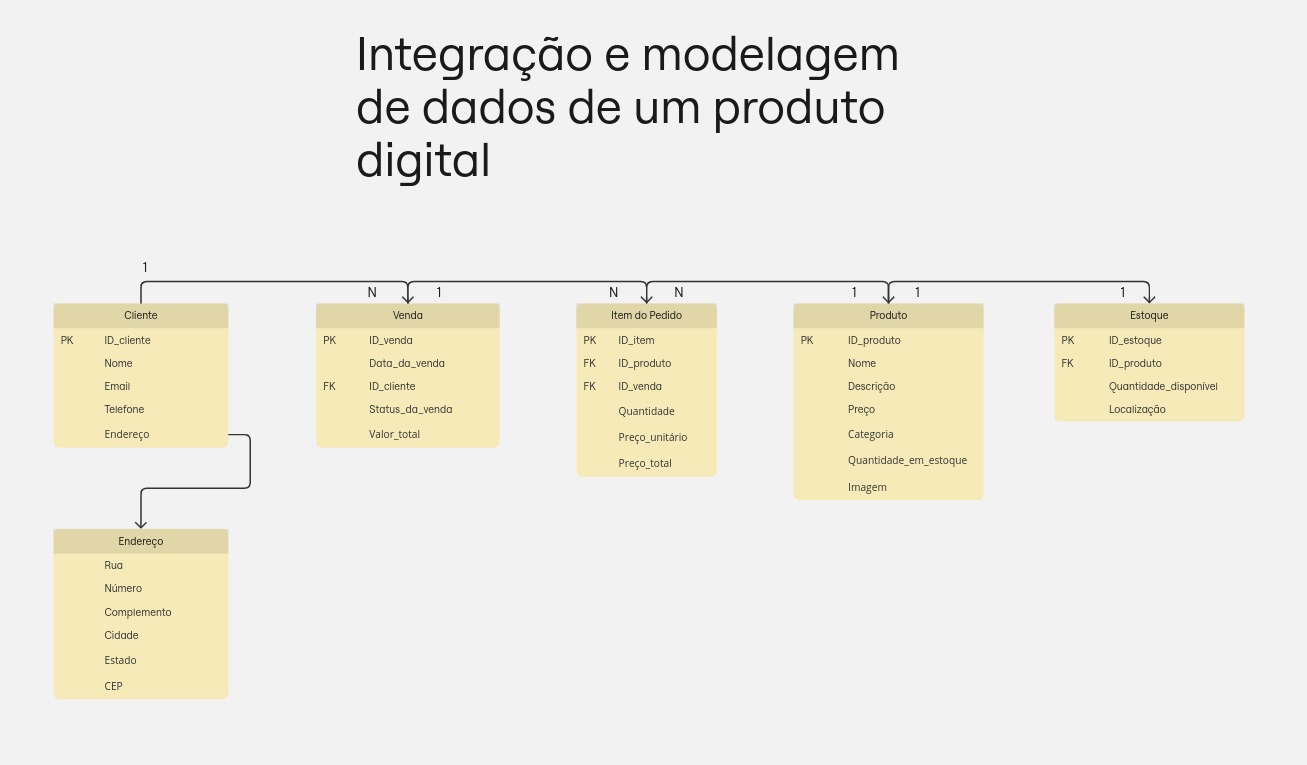 Integração e modelagem
de dados de um produto
digital
1
N
1
N
N
1
1
1
Cliente
PK ID_cliente
Nome
Email
Telefone
Endereço
Venda
PK ID_venda
Data_da_venda
FK ID_cliente
Status_da_venda
Valor_total
Item do Pedido
PK ID_item
FK ID_produto
FK ID_venda
Quantidade
Preço_unitário
Preço_total
Produto
PK ID_produto
Nome
Descrição
Preço
Categoria
Quantidade_em_estoque
Imagem
Estoque
PK ID_estoque
FK ID_produto
Quantidade_disponível
Localização
Endereço
Rua
Número
Complemento
Cidade
Estado
CEP